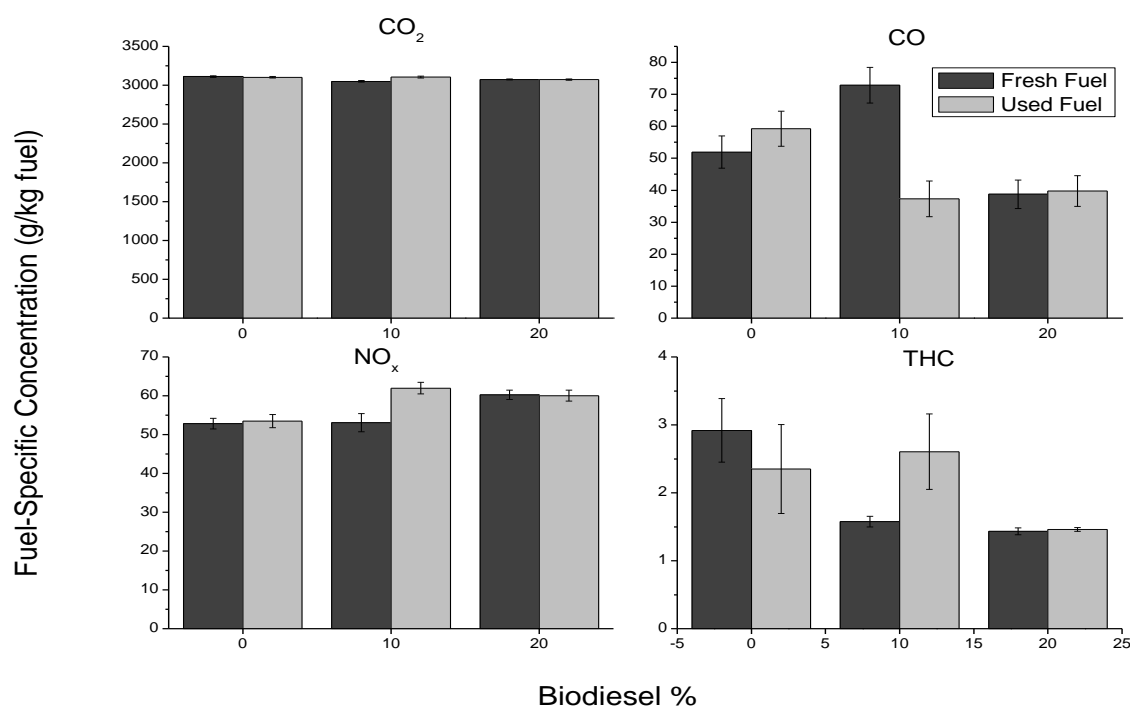 Fuel-Specific Concentration (g/kg fuel)
CO₂
3500
3000
2500
2000
1500
1000
500
0
0 10 20
CO
Fresh Fuel
Used Fuel
80
70
60
50
40
30
20
10
0
0 10 20
NOₓ
70
60
50
40
30
20
10
0
0 10 20
THC
4
3
2
1
0
-5 0 5 10 15 20 25
Biodiesel %